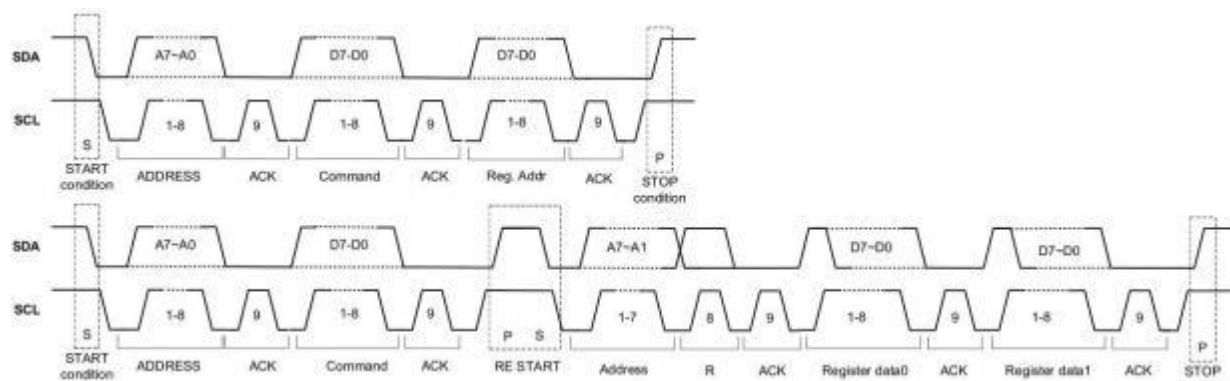 SDA A7~A0 D7-D0 D7-D0
SCL 1-8 9 1-8 9 1-8 9
S P
START condition ADDRESS ACK Command ACK Reg. Addr ACK STOP condition
SDA A7~A0 D7-D0 A7~A1 D7~D0 D7~D0
SCL 1-8 9 1-8 9 1-7 8 9 1-8 9 1-8 9
S P S P
START condition ADDRESS ACK Command ACK RE START Address R ACK Register data0 ACK Register data1 ACK STOP